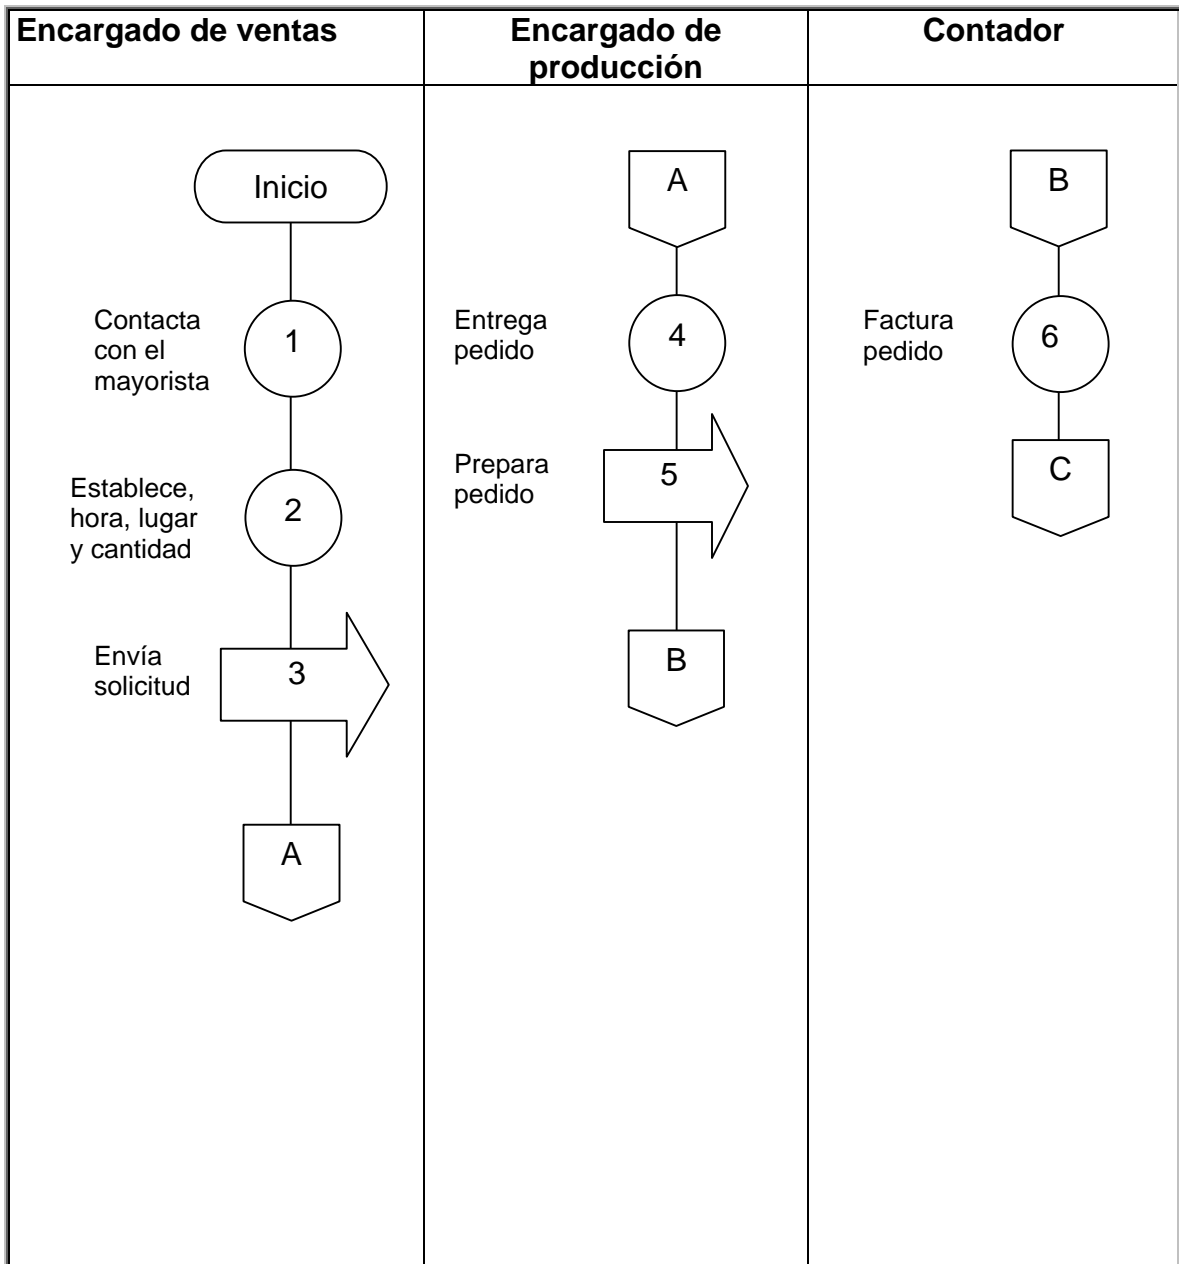 Encargado de ventas
Encargado de
producción
Contador
Inicio
Contacta
con el
mayorista
1
Establece,
hora, lugar
y cantidad
2
Envía
solicitud
3
A
A
Entrega
pedido
4
Prepara
pedido
5
B
B
Factura
pedido
6
C